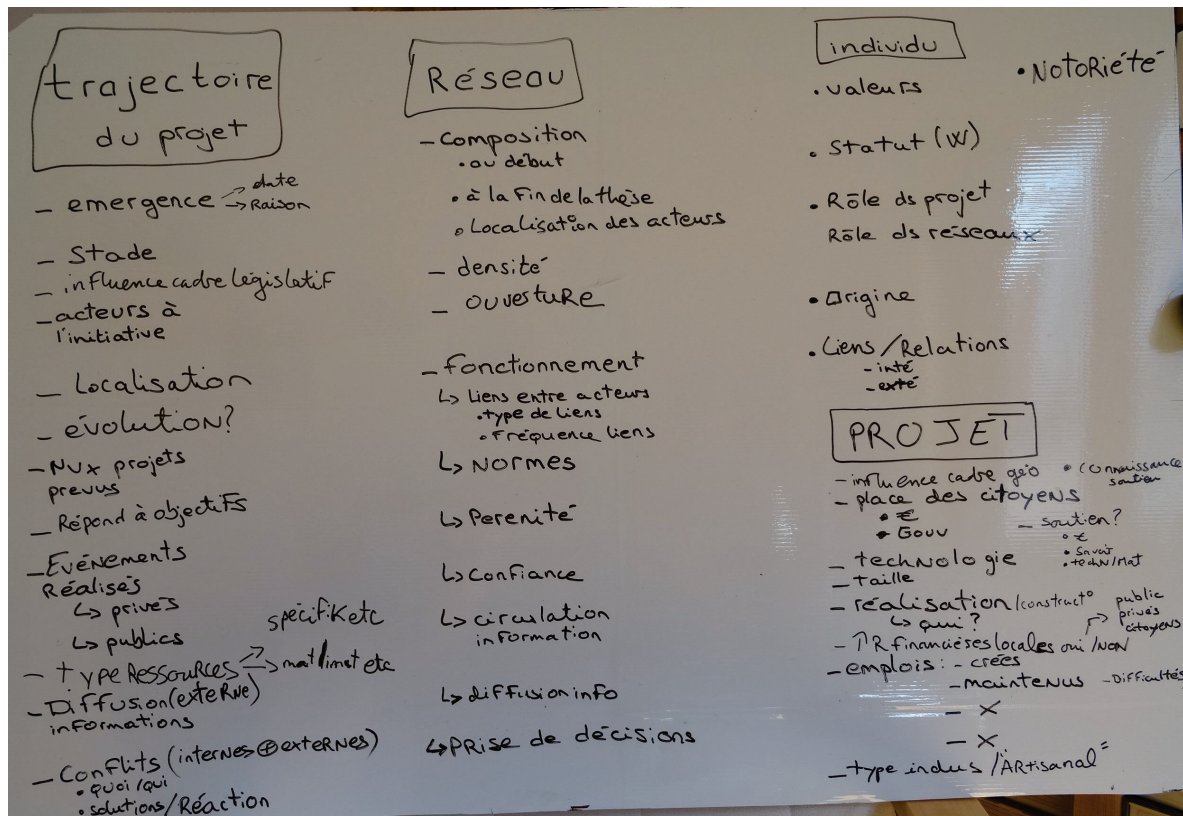 trajectoire
du projet
- emergence → date
→ Raison
- Stade
- influence cadre législatif
- acteurs à
l'initiative
- Localisation
- évolution?
- Nvx projets
prevus
- Répond à objectifs
- Evénements
Réalisés
↳ privés
↳ publics
- type Ressources → spécifik etc
→ mat/imat etc
- Diffusion (externe)
informations
- Conflits (internes ⊕ externes)
• quoi/qui
• solutions/Réaction
Réseau
- Composition
• au début
• à la fin de la thèse
• Localisat° des acteurs
- densité
- ouverture
- fonctionnement
↳ Liens entre acteurs
• type de liens
• Fréquence liens
↳ Normes
↳ Perenité
↳ Confiance
↳ circulation
information
↳ diffusion info
↳ Prise de décisions
individu
• Notoriété
• valeurs
• Statut (W)
• Rôle ds projet
Rôle ds réseaux
• Origine
• Liens/Relations
- inté
- exté
PROJET
- influence cadre géo
• connaissance
soutien
- place des citoyens
• €
• Gouv
- soutien?
• €
• Savoir
• techn/Mat
- technologie
- taille
- réalisation/construct°
↳ qui?
→ public
privés
citoyens
- ↑ R financières locales oui/NON
- emplois: - crées
- maintenus
- Difficultés
- X
- X
- type indus/Artisanal